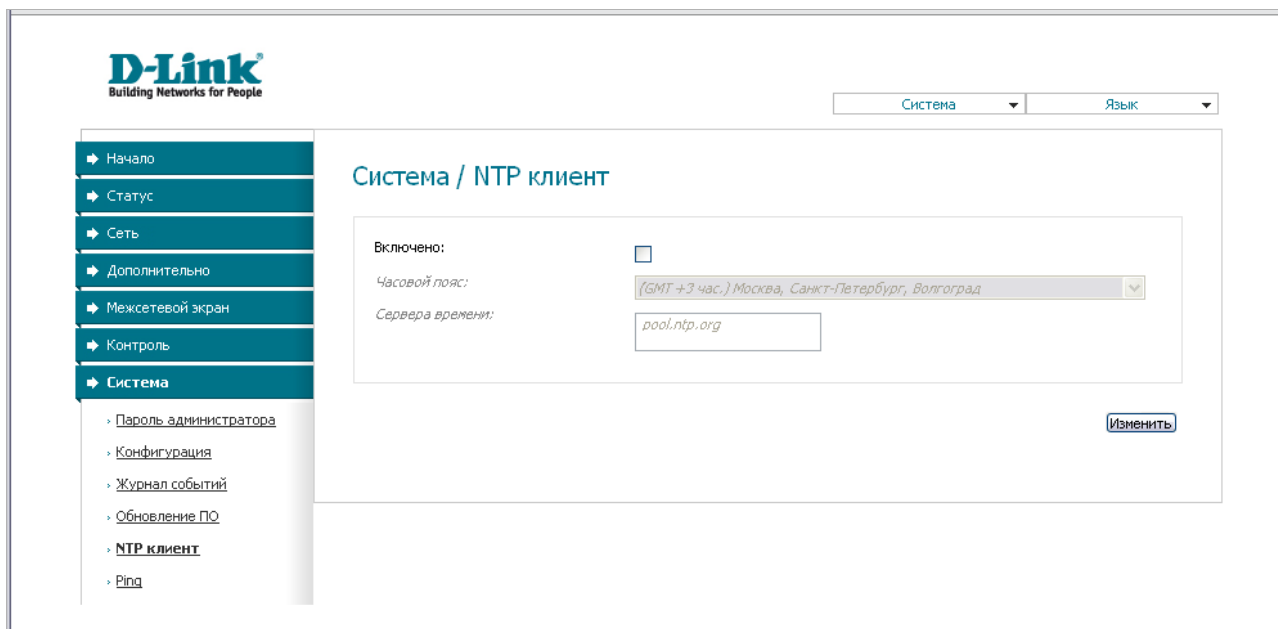 D-Link
Building Networks for People
Система
Язык
Начало
Статус
Сеть
Дополнительно
Межсетевой экран
Контроль
Система
Пароль администратора
Конфигурация
Журнал событий
Обновление ПО
NTP клиент
Ping
Система / NTP клиент
Включено:
Часовой пояс:
(GMT +3 час.) Москва, Санкт-Петербург, Волгоград
Сервера времени:
pool.ntp.org
Изменить